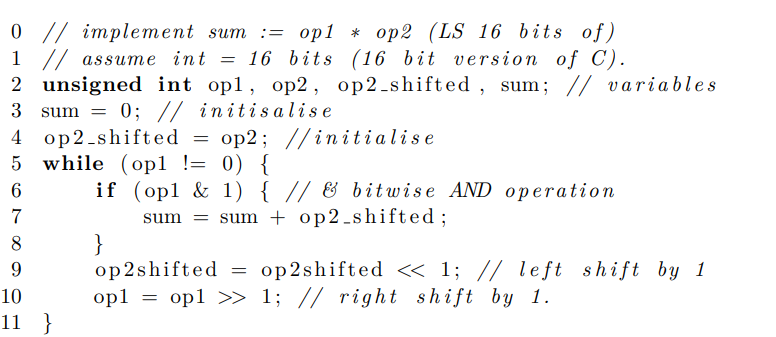 0 // implement sum := op1 * op2 (LS 16 bits of)
1 // assume int = 16 bits (16 bit version of C).
2 unsigned int op1, op2, op2_shifted, sum; // variables
3 sum = 0; // initisalise
4 op2_shifted = op2; //initialise
5 while (op1 != 0) {
6 if (op1 & 1) { // & bitwise AND operation
7 sum = sum + op2_shifted;
8 }
9 op2shifted = op2shifted << 1; // left shift by 1
10 op1 = op1 >> 1; // right shift by 1.
11 }